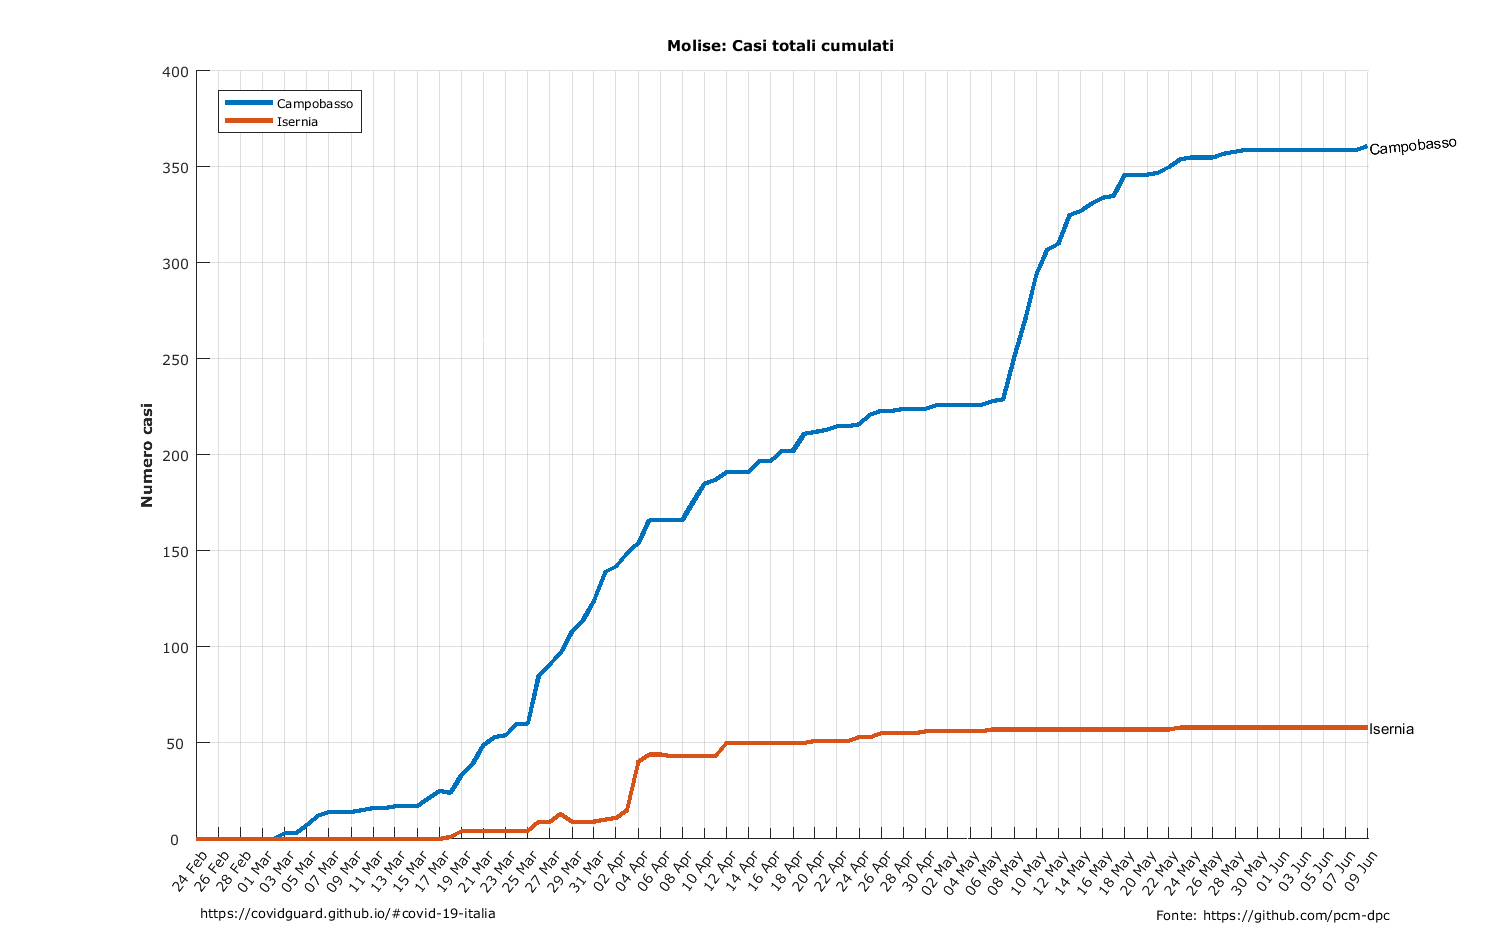 Molise: Casi totali cumulati
400
350
300
250
200
150
100
50
0
Numero casi
Campobasso
Isernia
Campobasso
Isernia
24 Feb
26 Feb
28 Feb
01 Mar
03 Mar
05 Mar
07 Mar
09 Mar
11 Mar
13 Mar
15 Mar
17 Mar
19 Mar
21 Mar
23 Mar
25 Mar
27 Mar
29 Mar
31 Mar
02 Apr
04 Apr
06 Apr
08 Apr
10 Apr
12 Apr
14 Apr
16 Apr
18 Apr
20 Apr
22 Apr
24 Apr
26 Apr
28 Apr
30 Apr
02 May
04 May
06 May
08 May
10 May
12 May
14 May
16 May
18 May
20 May
22 May
24 May
26 May
28 May
30 May
01 Jun
03 Jun
05 Jun
07 Jun
09 Jun
https://covidguard.github.io/#covid-19-italia
Fonte: https://github.com/pcm-dpc